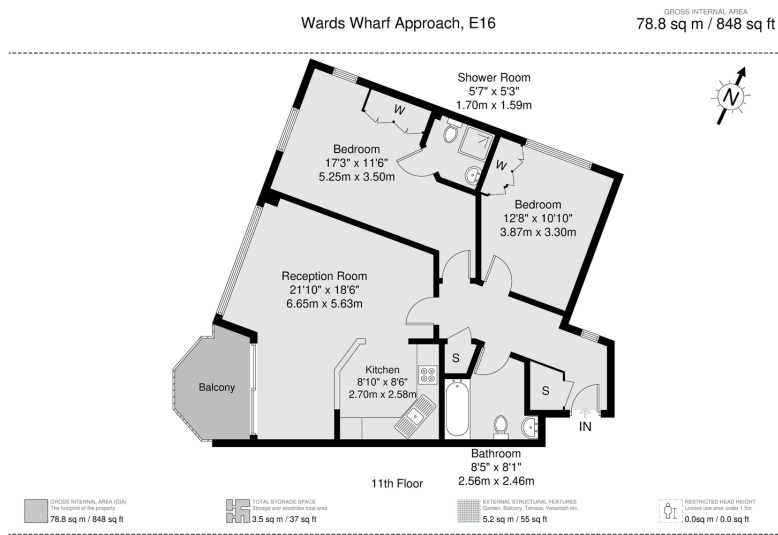 Wards Wharf Approach, E16
GROSS INTERNAL AREA
78.8 sq m / 848 sq ft
N
Shower Room
5'7" x 5'3"
1.70m x 1.59m
W
Bedroom
17'3" x 11'6"
5.25m x 3.50m
W
Bedroom
12'8" x 10'10"
3.87m x 3.30m
Reception Room
21'10" x 18'6"
6.65m x 5.63m
Kitchen
8'10" x 8'6"
2.70m x 2.58m
S
S
Balcony
IN
Bathroom
8'5" x 8'1"
2.56m x 2.46m
11th Floor
GROSS INTERNAL AREA (GIA)
The footprint of the property
78.8 sq m / 848 sq ft
TOTAL STORAGE SPACE
Storage and wardrobe total area
3.5 sq m / 37 sq ft
EXTERNAL STRUCTURAL FEATURES
Garden, Balcony, Terrace, Verandah etc.
5.2 sq m / 55 sq ft
RESTRICTED HEAD HEIGHT
Limited use area under 1.5m
0.0sq m / 0.0 sq ft